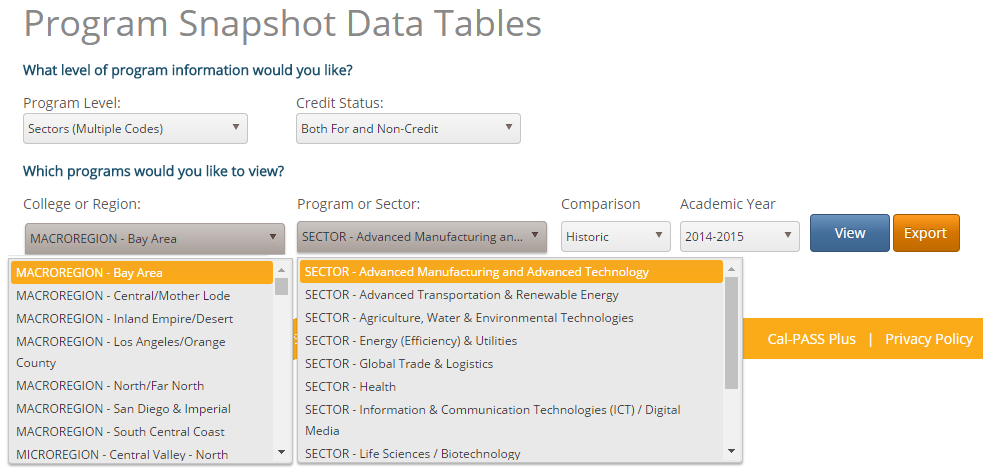 Program Snapshot Data Tables
What level of program information would you like?
Program Level: Credit Status:
Sectors (Multiple Codes) Both For and Non-Credit
Which programs would you like to view?
College or Region: Program or Sector: Comparison Academic Year
MACROREGION - Bay Area SECTOR - Advanced Manufacturing an... Historic 2014-2015 View Export
MACROREGION - Bay Area
MACROREGION - Central/Mother Lode
MACROREGION - Inland Empire/Desert
MACROREGION - Los Angeles/Orange
County
MACROREGION - North/Far North
MACROREGION - San Diego & Imperial
MACROREGION - South Central Coast
MICROREGION - Central Valley - North
SECTOR - Advanced Manufacturing and Advanced Technology
SECTOR - Advanced Transportation & Renewable Energy
SECTOR - Agriculture, Water & Environmental Technologies
SECTOR - Energy (Efficiency) & Utilities
SECTOR - Global Trade & Logistics
SECTOR - Health
SECTOR - Information & Communication Technologies (ICT) / Digital
Media
SECTOR - Life Sciences / Biotechnology
Cal-PASS Plus | Privacy Policy